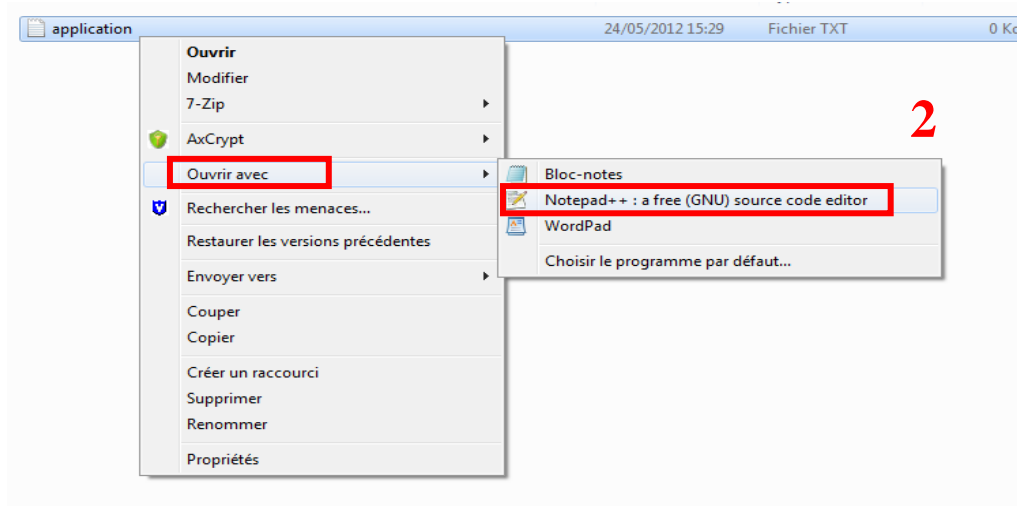 application 24/05/2012 15:29 Fichier TXT 0 Ko
Ouvrir
Modifier
7-Zip
2
AxCrypt
Ouvrir avec
Bloc-notes
Notepad++ : a free (GNU) source code editor
WordPad
Choisir le programme par défaut...
Rechercher les menaces...
Restaurer les versions précédentes
Envoyer vers
Couper
Copier
Créer un raccourci
Supprimer
Renommer
Propriétés